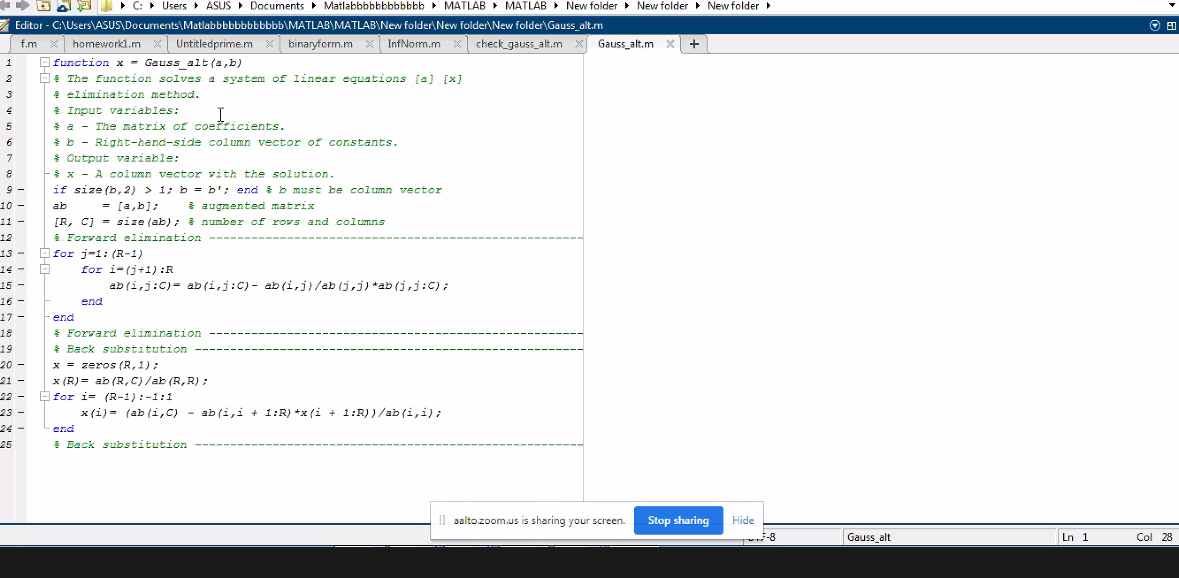 C: Users ASUS Documents Matlabbbbbbbbbbbb MATLAB MATLAB New folder New folder New folder
Editor - C:\Users\ASUS\Documents\Matlabbbbbbbbbbbb\MATLAB\MATLAB\New folder\New folder\New folder\Gauss_alt.m
f.m homework1.m Untitledprime.m binaryform.m InfNorm.m check_gauss_alt.m Gauss_alt.m
1 function x = Gauss_alt(a,b)
2 % The function solves a system of linear equations [a] [x]
3 % elimination method.
4 % Input variables:
5 % a - The matrix of coefficients.
6 % b - Right-hand-side column vector of constants.
7 % Output variable:
8 % x - A column vector with the solution.
9 - if size(b,2) > 1; b = b'; end % b must be column vector
10 - ab = [a,b]; % augmented matrix
11 - [R, C] = size(ab); % number of rows and columns
12 % Forward elimination -----------------------------------------------------
13 - for j=1:(R-1)
14 - for i=(j+1):R
15 - ab(i,j:C)= ab(i,j:C)- ab(i,j)/ab(j,j)*ab(j,j:C);
16 - end
17 - end
18 % Forward elimination -----------------------------------------------------
19 % Back substitution -------------------------------------------------------
20 - x = zeros(R,1);
21 - x(R)= ab(R,C)/ab(R,R);
22 - for i= (R-1):-1:1
23 - x(i)= (ab(i,C) - ab(i,i + 1:R)*x(i + 1:R))/ab(i,i);
24 - end
25 % Back substitution -------------------------------------------------------
aalto.zoom.us is sharing your screen. Stop sharing Hide
Gauss_alt Ln 1 Col 28